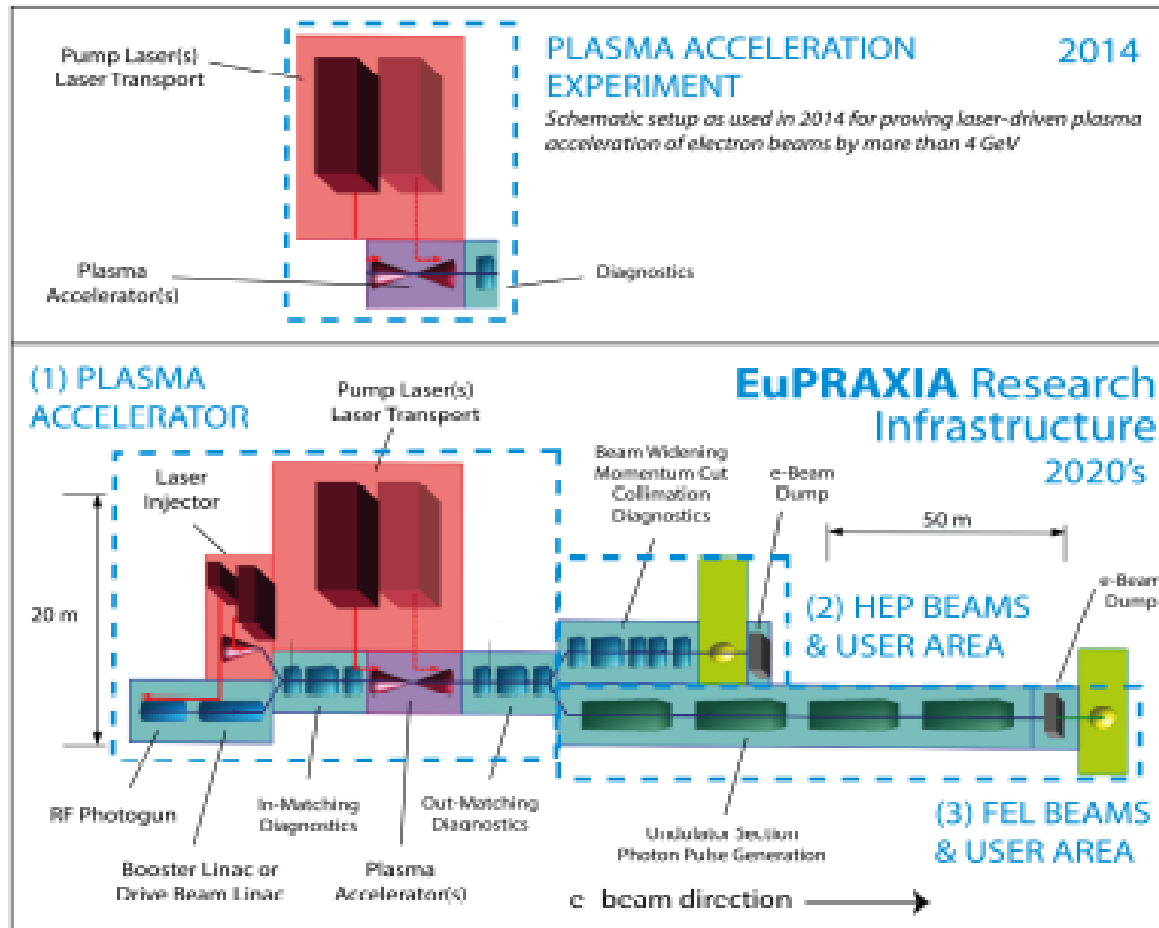 Pump Laser(s)
Laser Transport
PLASMA ACCELERATION
EXPERIMENT
2014
Schematic setup as used in 2014 for proving laser-driven plasma
acceleration of electron beams by more than 4 GeV
Plasma
Accelerator(s)
Diagnostics
(1) PLASMA
ACCELERATOR
Pump Laser(s)
Laser Transport
EuPRAXIA Research
Infrastructure
2020's
Laser
Injector
Beam Widening
Momentum Cut
Collimation
Diagnostics
e-Beam
Dump
50 m
20 m
(2) HEP BEAMS
& USER AREA
e-Beam
Dump
RF Photogun
In-Matching
Diagnostics
Out-Matching
Diagnostics
Undulator Section
Photon Pulse Generation
(3) FEL BEAMS
& USER AREA
Booster Linac or
Drive Beam Linac
Plasma
Accelerator(s)
e beam direction